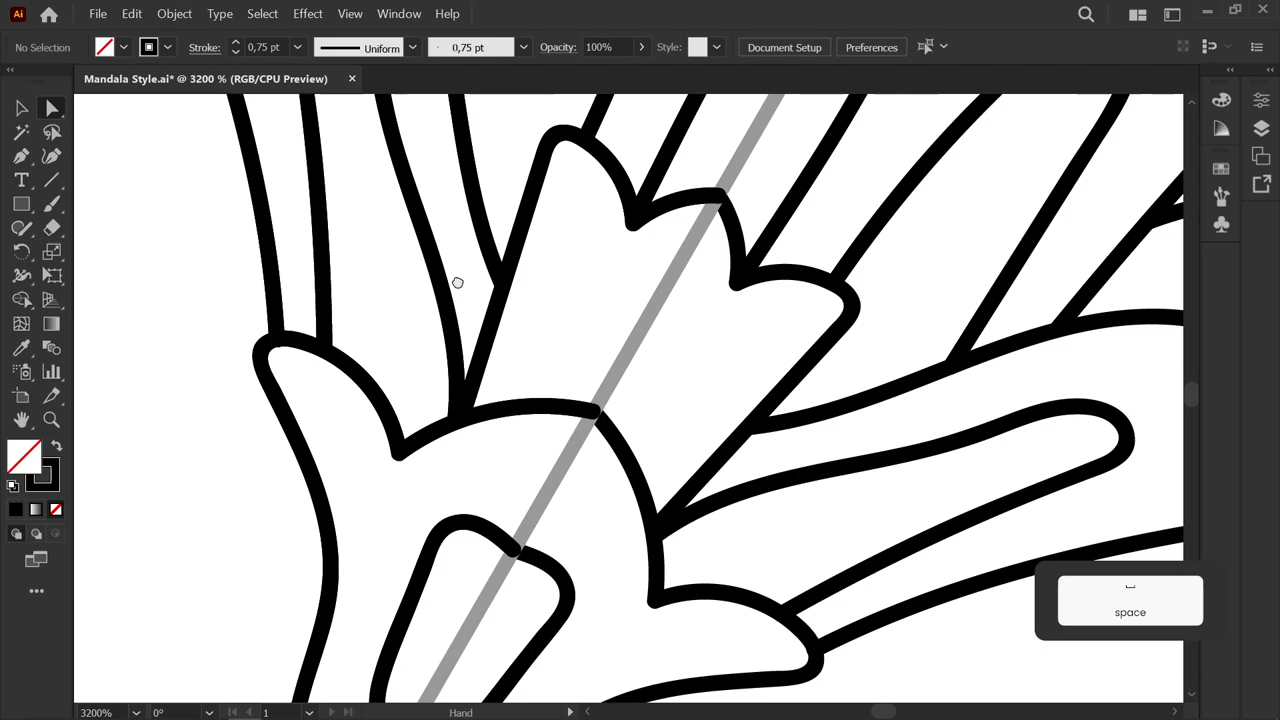 Ai File Edit Object Type Select Effect View Window Help
No Selection Stroke: 0,75 pt Uniform 0,75 pt Opacity: 100% Style: Document Setup Preferences
Mandala Style.ai* @ 3200 % (RGB/CPU Preview)
space
3200% 0° 1 Hand